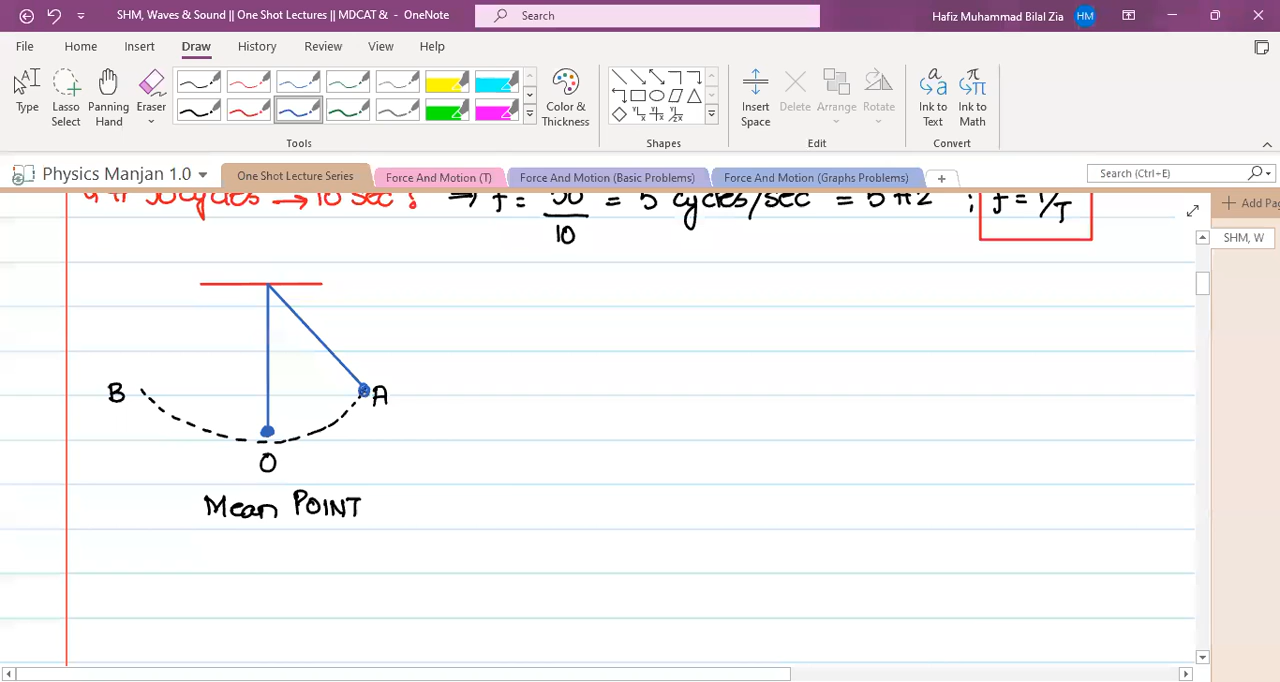 SHM, Waves & Sound || One Shot Lectures || MDCAT & - OneNote
Search
Hafiz Muhammad Bilal Zia
HM
File Home Insert Draw History Review View Help
Type
Lasso Select
Panning Hand
Eraser
Color & Thickness
Insert Space
Delete
Arrange
Rotate
Ink to Text
Ink to Math
Tools
Shapes
Edit
Convert
Physics Manjan 1.0
One Shot Lecture Series
Force And Motion (T)
Force And Motion (Basic Problems)
Force And Motion (Graphs Problems)
Search (Ctrl+E)
Add Pag
SHM, W
50 cycles → 10 sec! ⇒ f = 50/10 = 5 cycles/sec = 5 Hz ; f = 1/T
B
A
O
Mean POINT